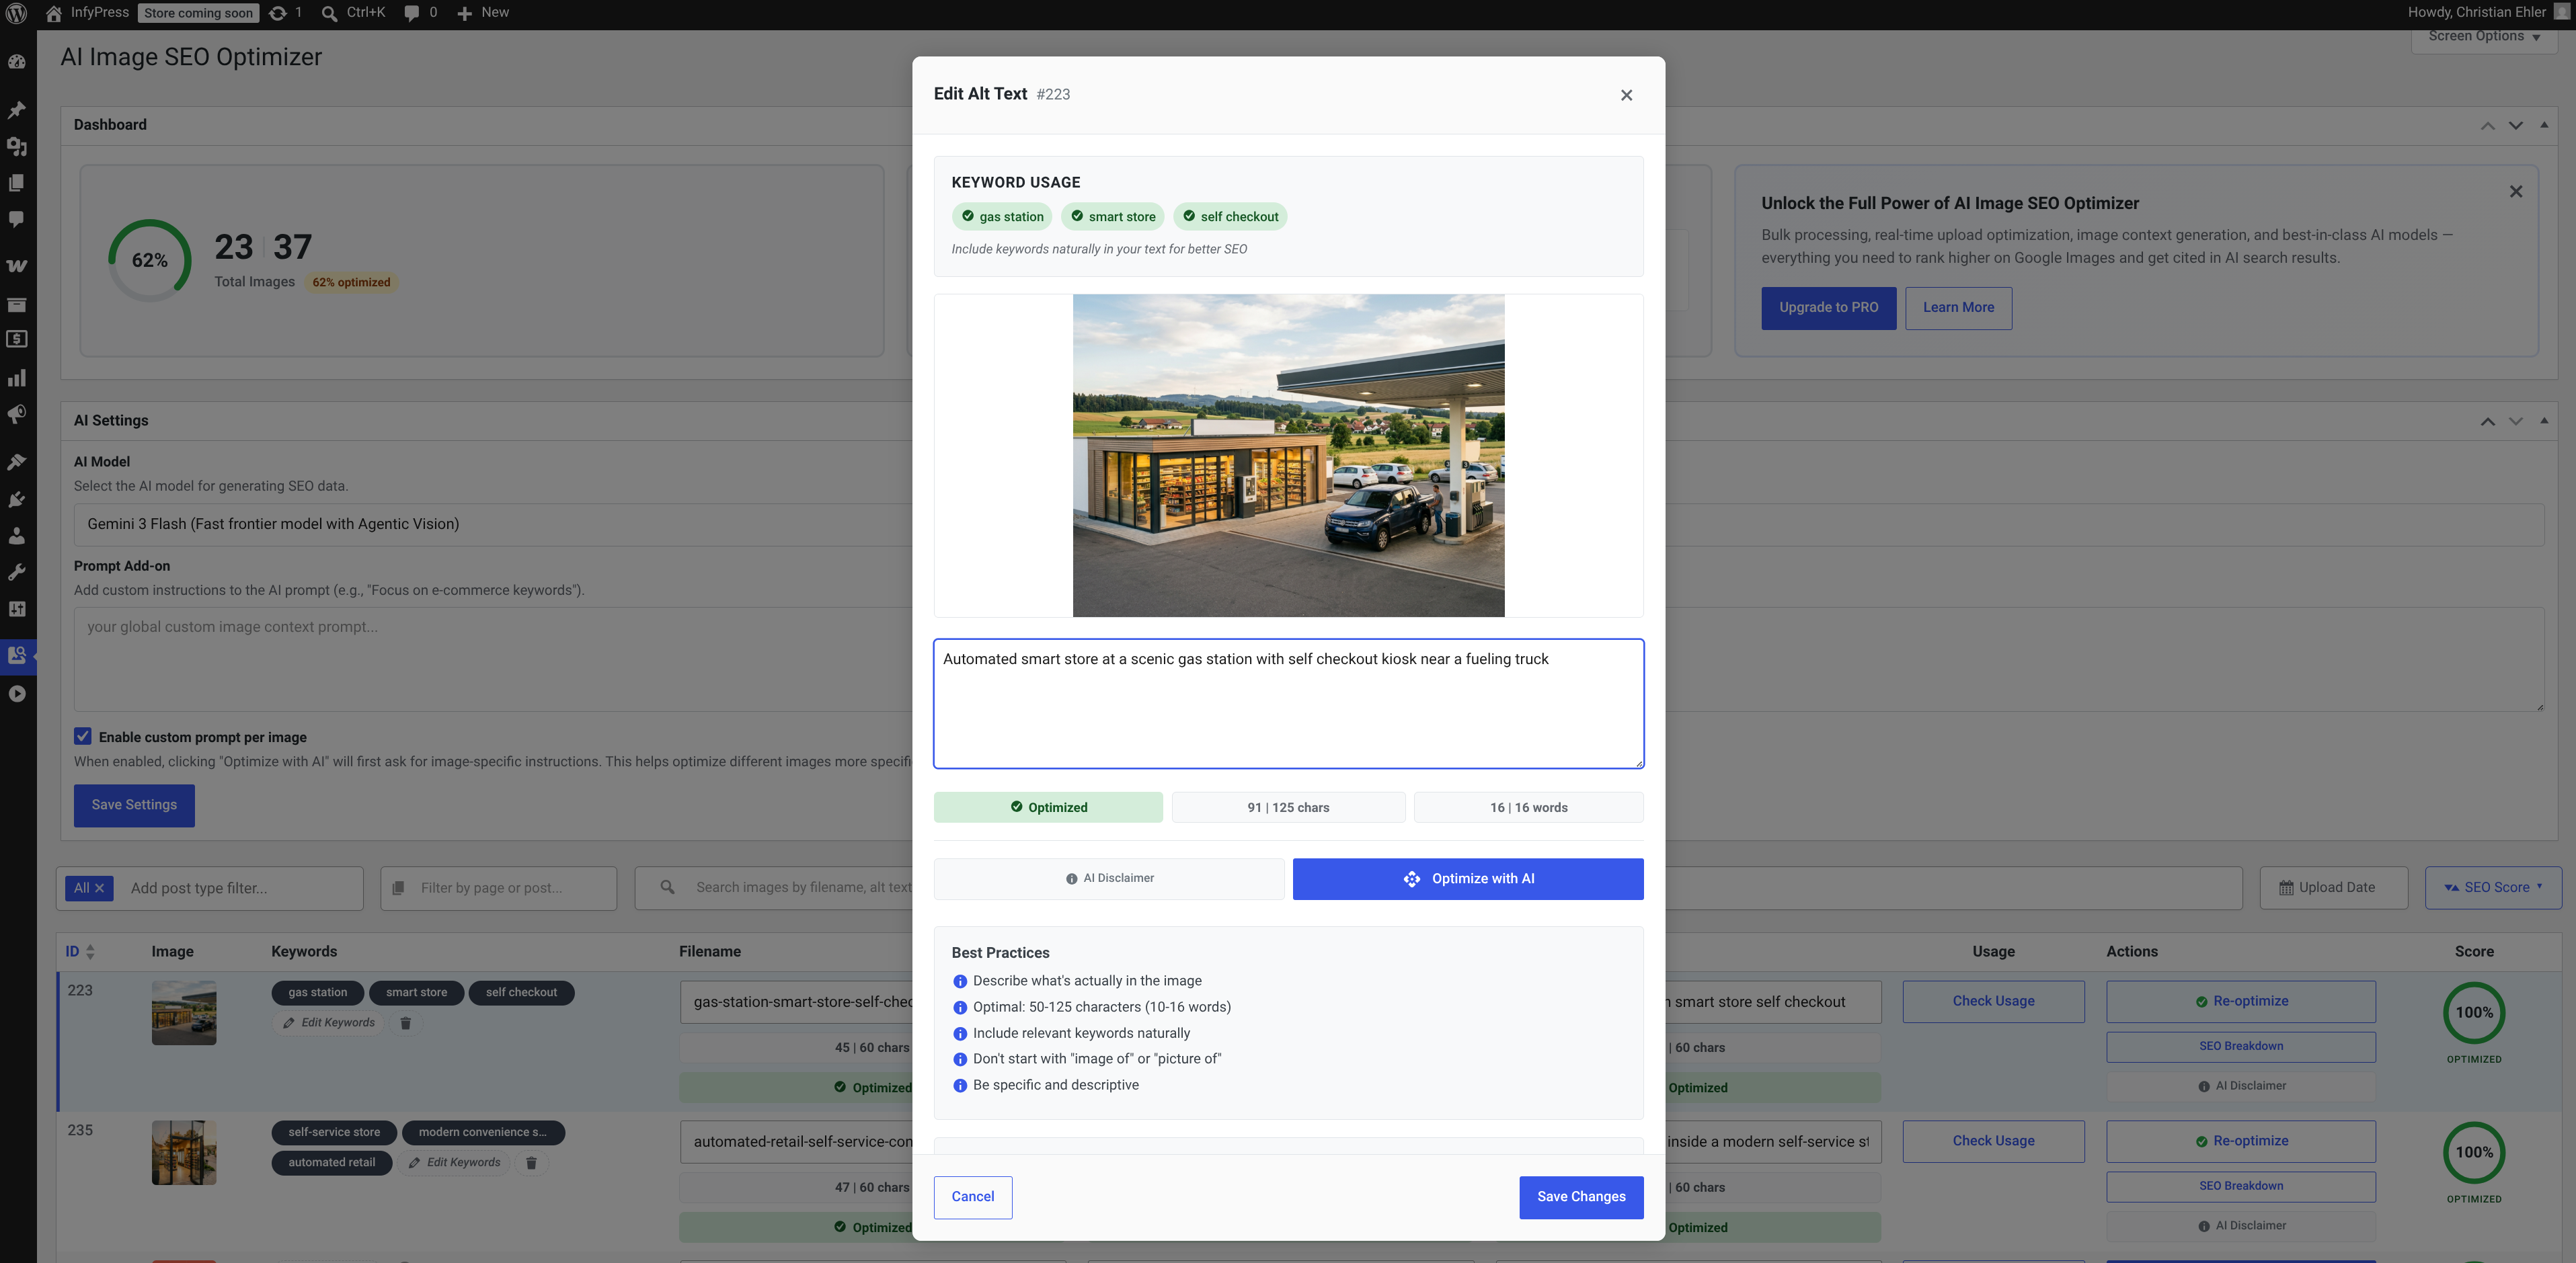 InfyPress
Store coming soon
1
Ctrl+K
0
New
Howdy, Christian Ehler
AI Image SEO Optimizer
Screen Options
Dashboard
62%
23 37
Total Images
62% optimized
Unlock the Full Power of AI Image SEO Optimizer
Bulk processing, real-time upload optimization, image context generation, and best-in-class AI models —
everything you need to rank higher on Google Images and get cited in AI search results.
Upgrade to PRO
Learn More
AI Settings
AI Model
Select the AI model for generating SEO data.
Gemini 3 Flash (Fast frontier model with Agentic Vision)
Prompt Add-on
Add custom instructions to the AI prompt (e.g., "Focus on e-commerce keywords").
your global custom image context prompt...
Enable custom prompt per image
When enabled, clicking "Optimize with AI" will first ask for image-specific instructions. This helps optimize different images more specifi
Save Settings
All
Add post type filter...
Filter by page or post...
Search images by filename, alt text
Upload Date
SEO Score
ID
Image
Keywords
Filename
Usage
Actions
Score
223
gas station
smart store
self checkout
Edit Keywords
gas-station-smart-store-self-chec
45 | 60 chars
Optimized
smart store self checkout
| 60 chars
Optimized
Check Usage
Re-optimize
SEO Breakdown
AI Disclaimer
100%
OPTIMIZED
235
self-service store
modern convenience s...
automated retail
Edit Keywords
automated-retail-self-service-con
47 | 60 chars
Optimized
inside a modern self-service st
| 60 chars
Optimized
Check Usage
Re-optimize
SEO Breakdown
AI Disclaimer
100%
OPTIMIZED
Edit Alt Text #223
KEYWORD USAGE
gas station
smart store
self checkout
Include keywords naturally in your text for better SEO
Automated smart store at a scenic gas station with self checkout kiosk near a fueling truck
Optimized
91 | 125 chars
16 | 16 words
AI Disclaimer
Optimize with AI
Best Practices
Describe what's actually in the image
Optimal: 50-125 characters (10-16 words)
Include relevant keywords naturally
Don't start with "image of" or "picture of"
Be specific and descriptive
Cancel
Save Changes